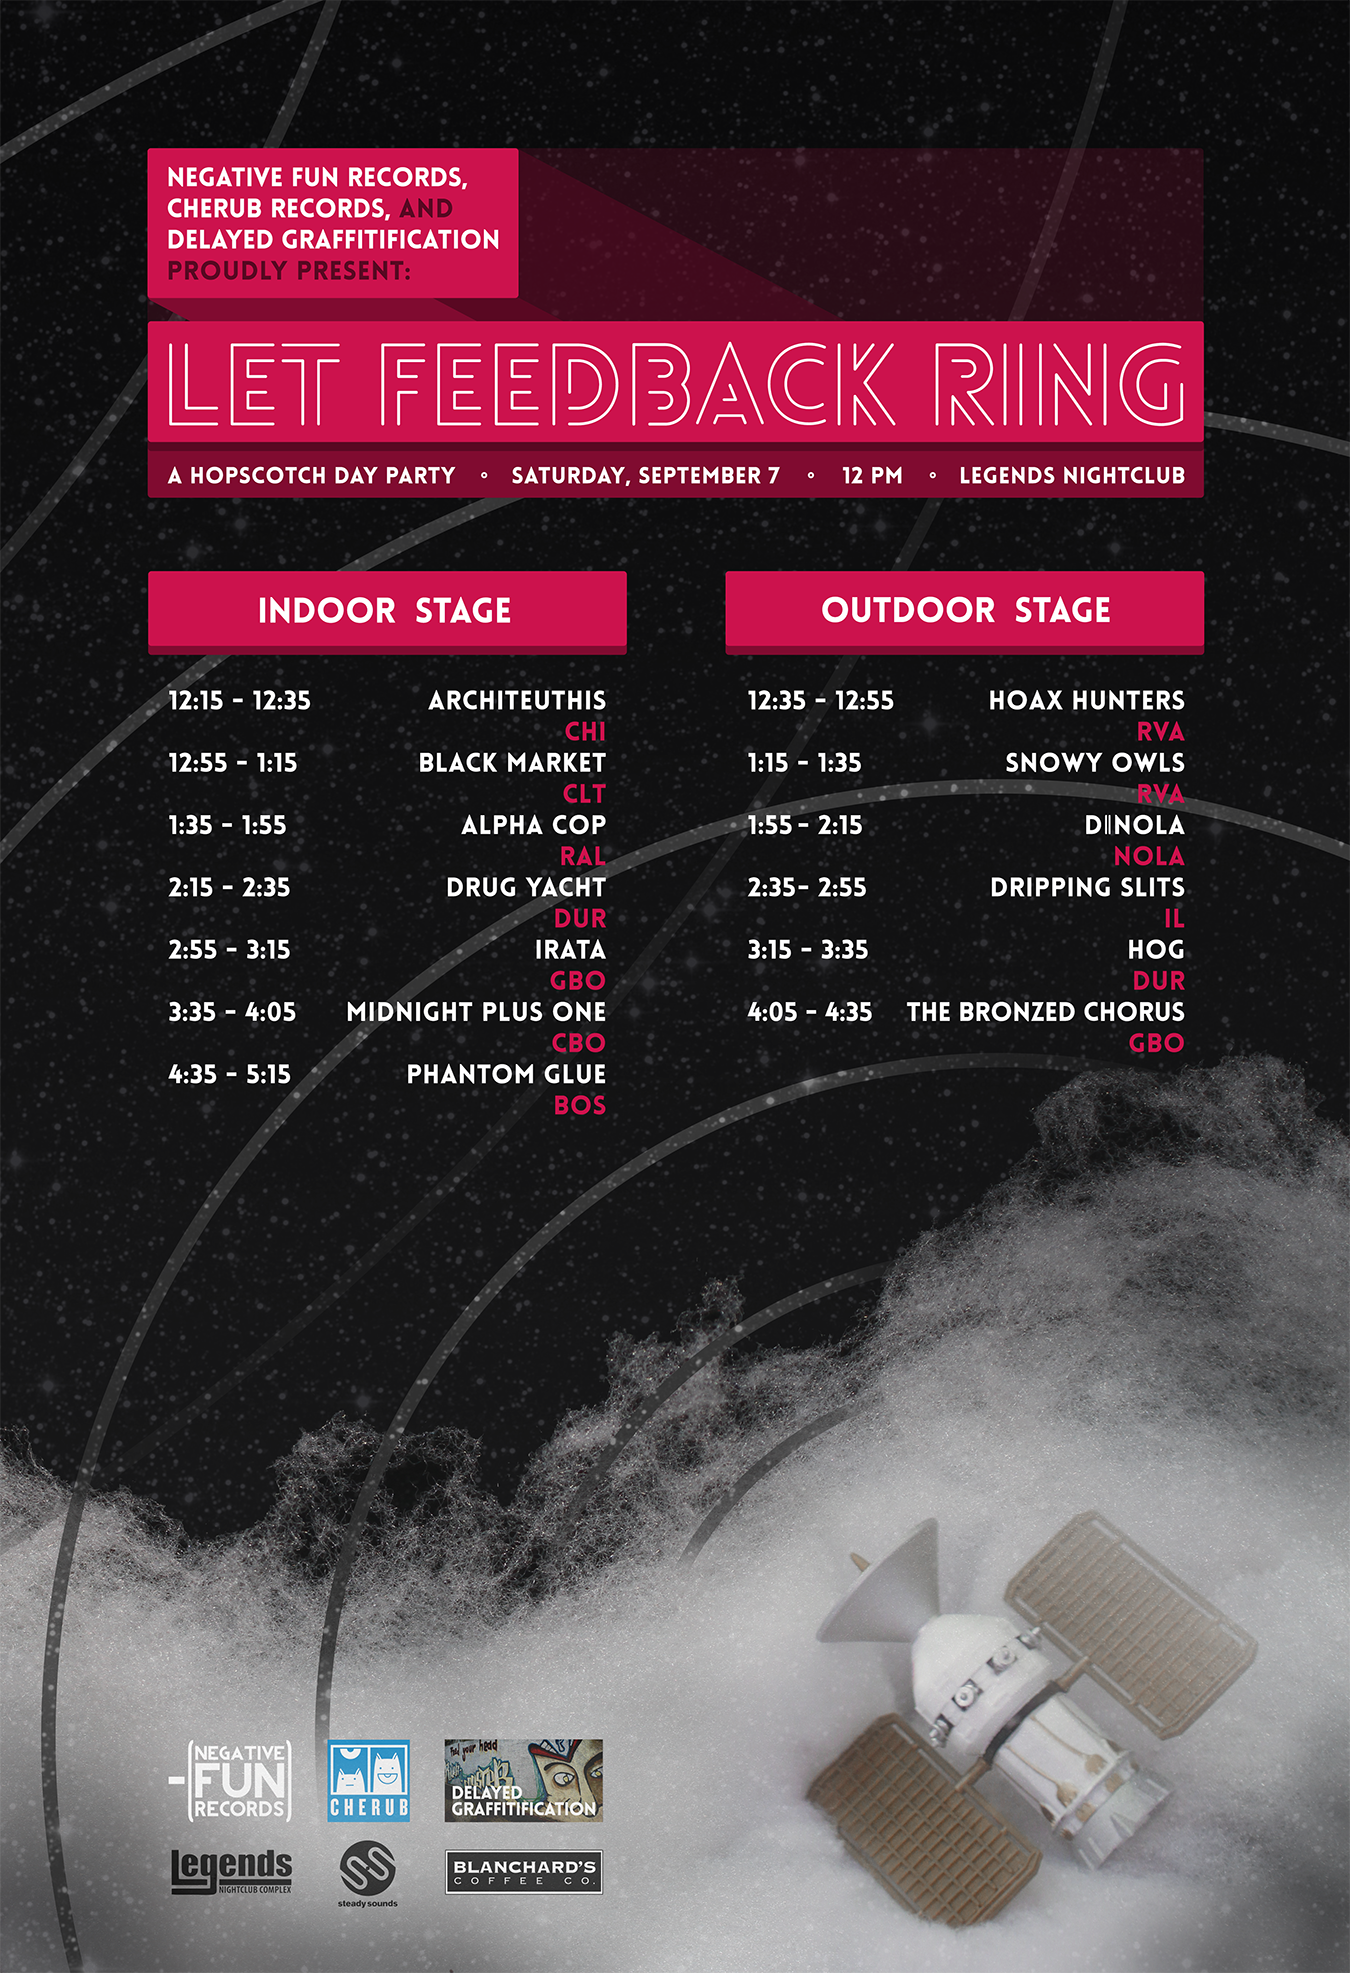 NEGATIVE FUN RECORDS,
CHERUB RECORDS, AND
DELAYED GRAFFITIFICATION
PROUDLY PRESENT:
LET FEEDBACK RING
A HOPSCOTCH DAY PARTY ∘ SATURDAY, SEPTEMBER 7 ∘ 12 PM ∘ LEGENDS NIGHTCLUB
INDOOR STAGE
12:15 - 12:35 ARCHITEUTHIS
CHI
12:55 - 1:15 BLACK MARKET
CLT
1:35 - 1:55 ALPHA COP
RAL
2:15 - 2:35 DRUG YACHT
DUR
2:55 - 3:15 IRATA
GBO
3:35 - 4:05 MIDNIGHT PLUS ONE
CBO
4:35 - 5:15 PHANTOM GLUE
BOS
OUTDOOR STAGE
12:35 - 12:55 HOAX HUNTERS
RVA
1:15 - 1:35 SNOWY OWLS
RVA
1:55 - 2:15 DIINOLA
NOLA
2:35- 2:55 DRIPPING SLITS
IL
3:15 - 3:35 HOG
DUR
4:05 - 4:35 THE BRONZED CHORUS
GBO
NEGATIVE
-FUN
RECORDS
CHERUB
your head
DELAYED
GRAFFITIFICATION
Legends
NIGHTCLUB COMPLEX
steady sounds
BLANCHARD'S
COFFEE CO.